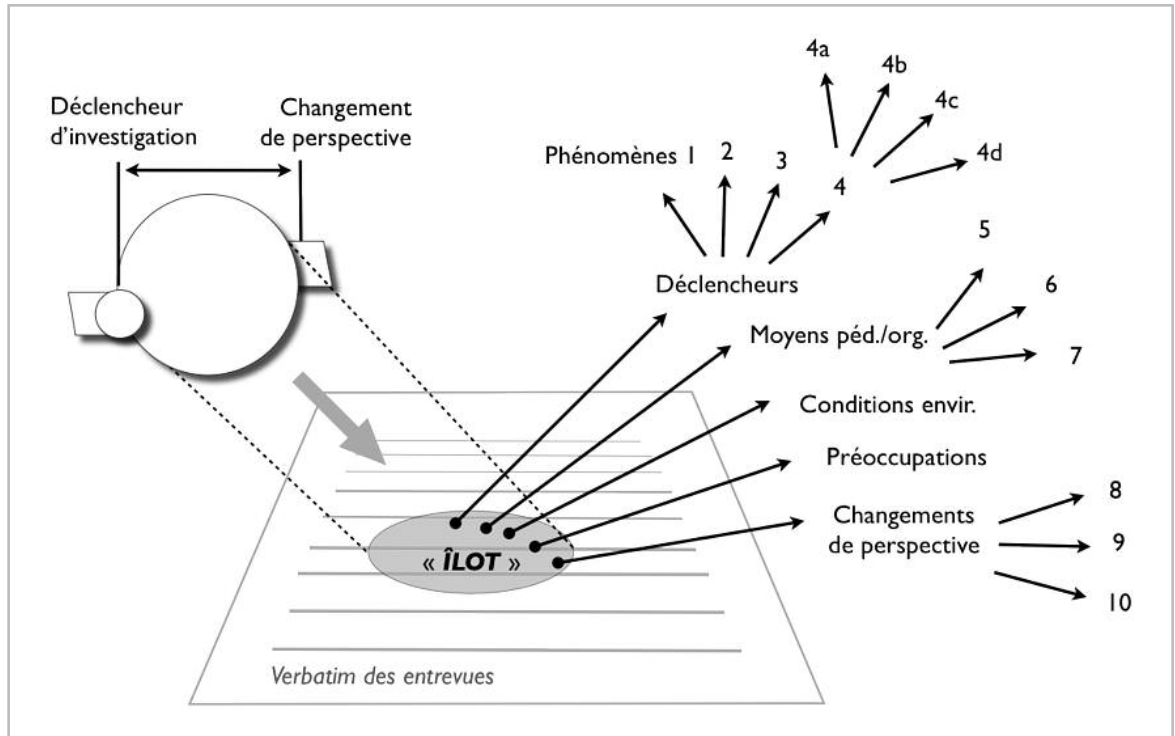 Déclencheur
d'investigation
Changement
de perspective
4a
4b
4c
4d
Phénomènes 1
2
3
4
5
Déclencheurs
6
Moyens péd./org.
7
Conditions envir.
Préoccupations
8
Changements
de perspective
9
10
« ÎLOT »
Verbatim des entrevues